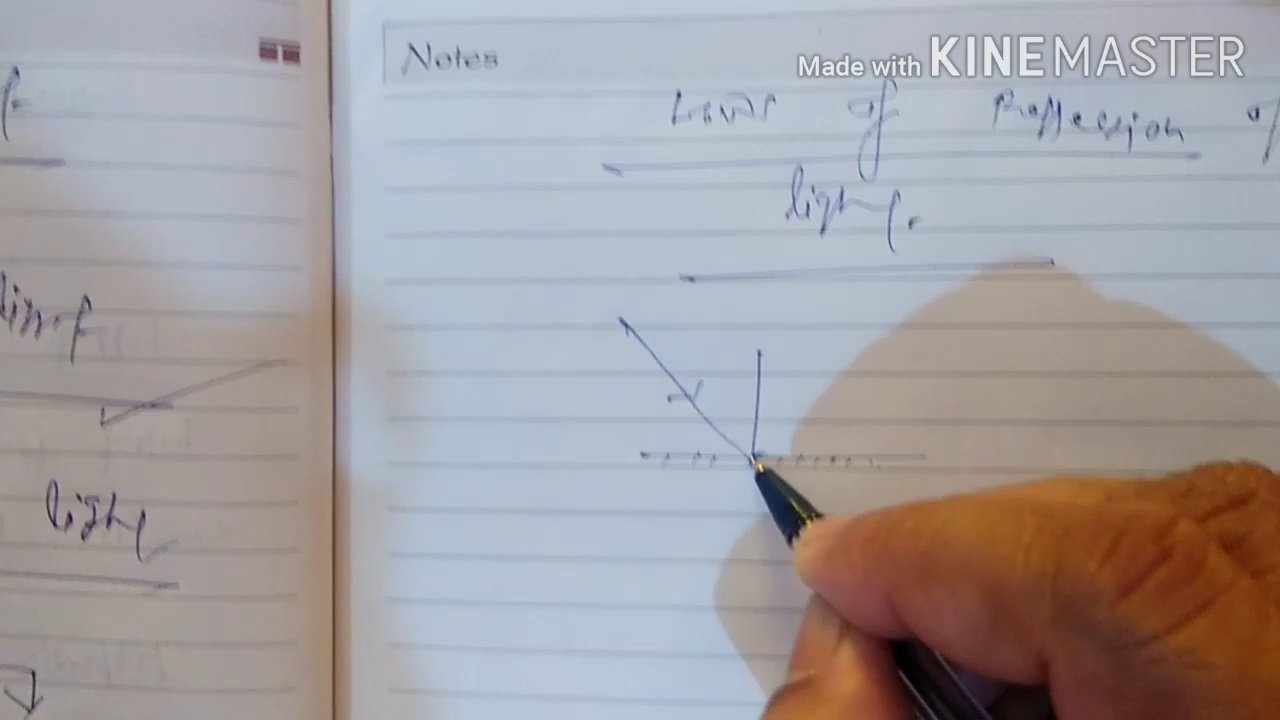 Notes
Made with KINEMASTER
Laws of Reflection of
light.
light